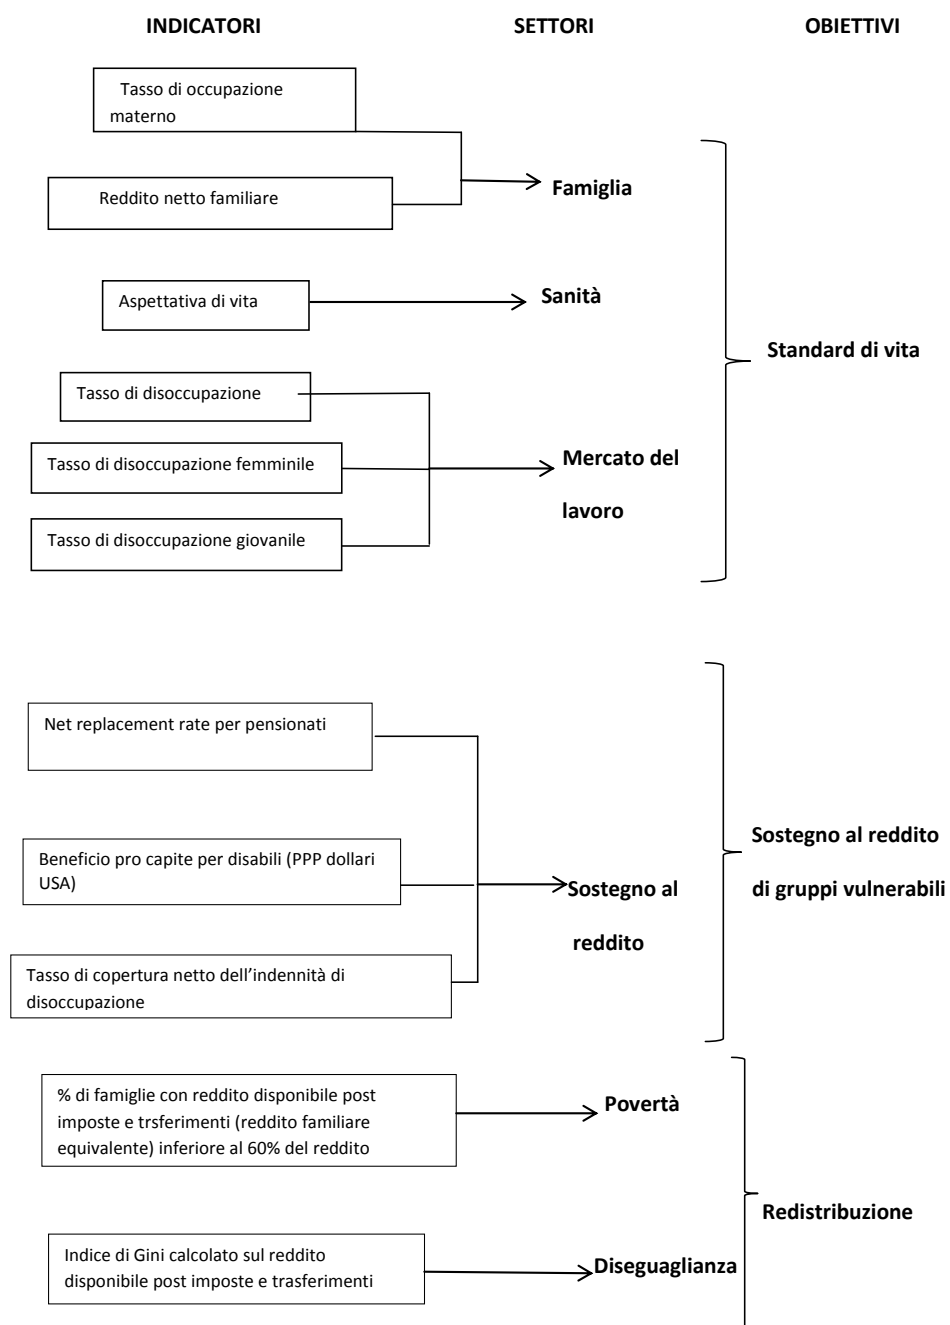 INDICATORI SETTORI OBIETTIVI
Tasso di occupazione
materno
Reddito netto familiare
Famiglia
Aspettativa di vita
Sanità
Standard di vita
Tasso di disoccupazione
Tasso di disoccupazione femminile
Mercato del
lavoro
Tasso di disoccupazione giovanile
Net replacement rate per pensionati
Beneficio pro capite per disabili (PPP dollari
USA)
Sostegno al
reddito
Sostegno al reddito
di gruppi vulnerabili
Tasso di copertura netto dell’indennità di
disoccupazione
% di famiglie con reddito disponibile post
imposte e trsferimenti (reddito familiare
equivalente) inferiore al 60% del reddito
Povertà
Redistribuzione
Indice di Gini calcolato sul reddito
disponibile post imposte e trasferimenti
Diseguaglianza